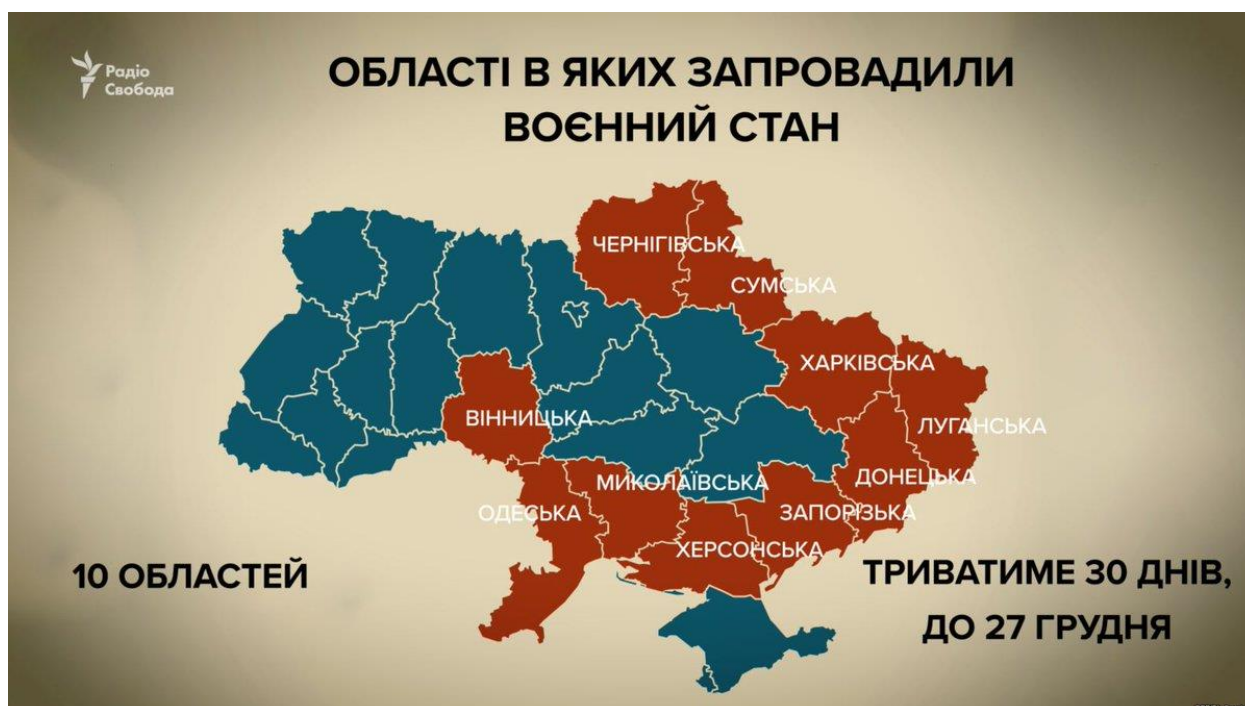 Радіо
Свобода
ОБЛАСТІ В ЯКИХ ЗАПРОВАДИЛИ
ВОЄННИЙ СТАН
ЧЕРНІГІВСЬКА
СУМСЬКА
ХАРКІВСЬКА
ВІННИЦЬКА
ЛУГАНСЬКА
МИКОЛАЇВСЬКА
ДОНЕЦЬКА
ОДЕСЬКА
ЗАПОРІЗЬКА
ХЕРСОНСЬКА
10 ОБЛАСТЕЙ
ТРИВАТИМЕ 30 ДНІВ,
ДО 27 ГРУДНЯ